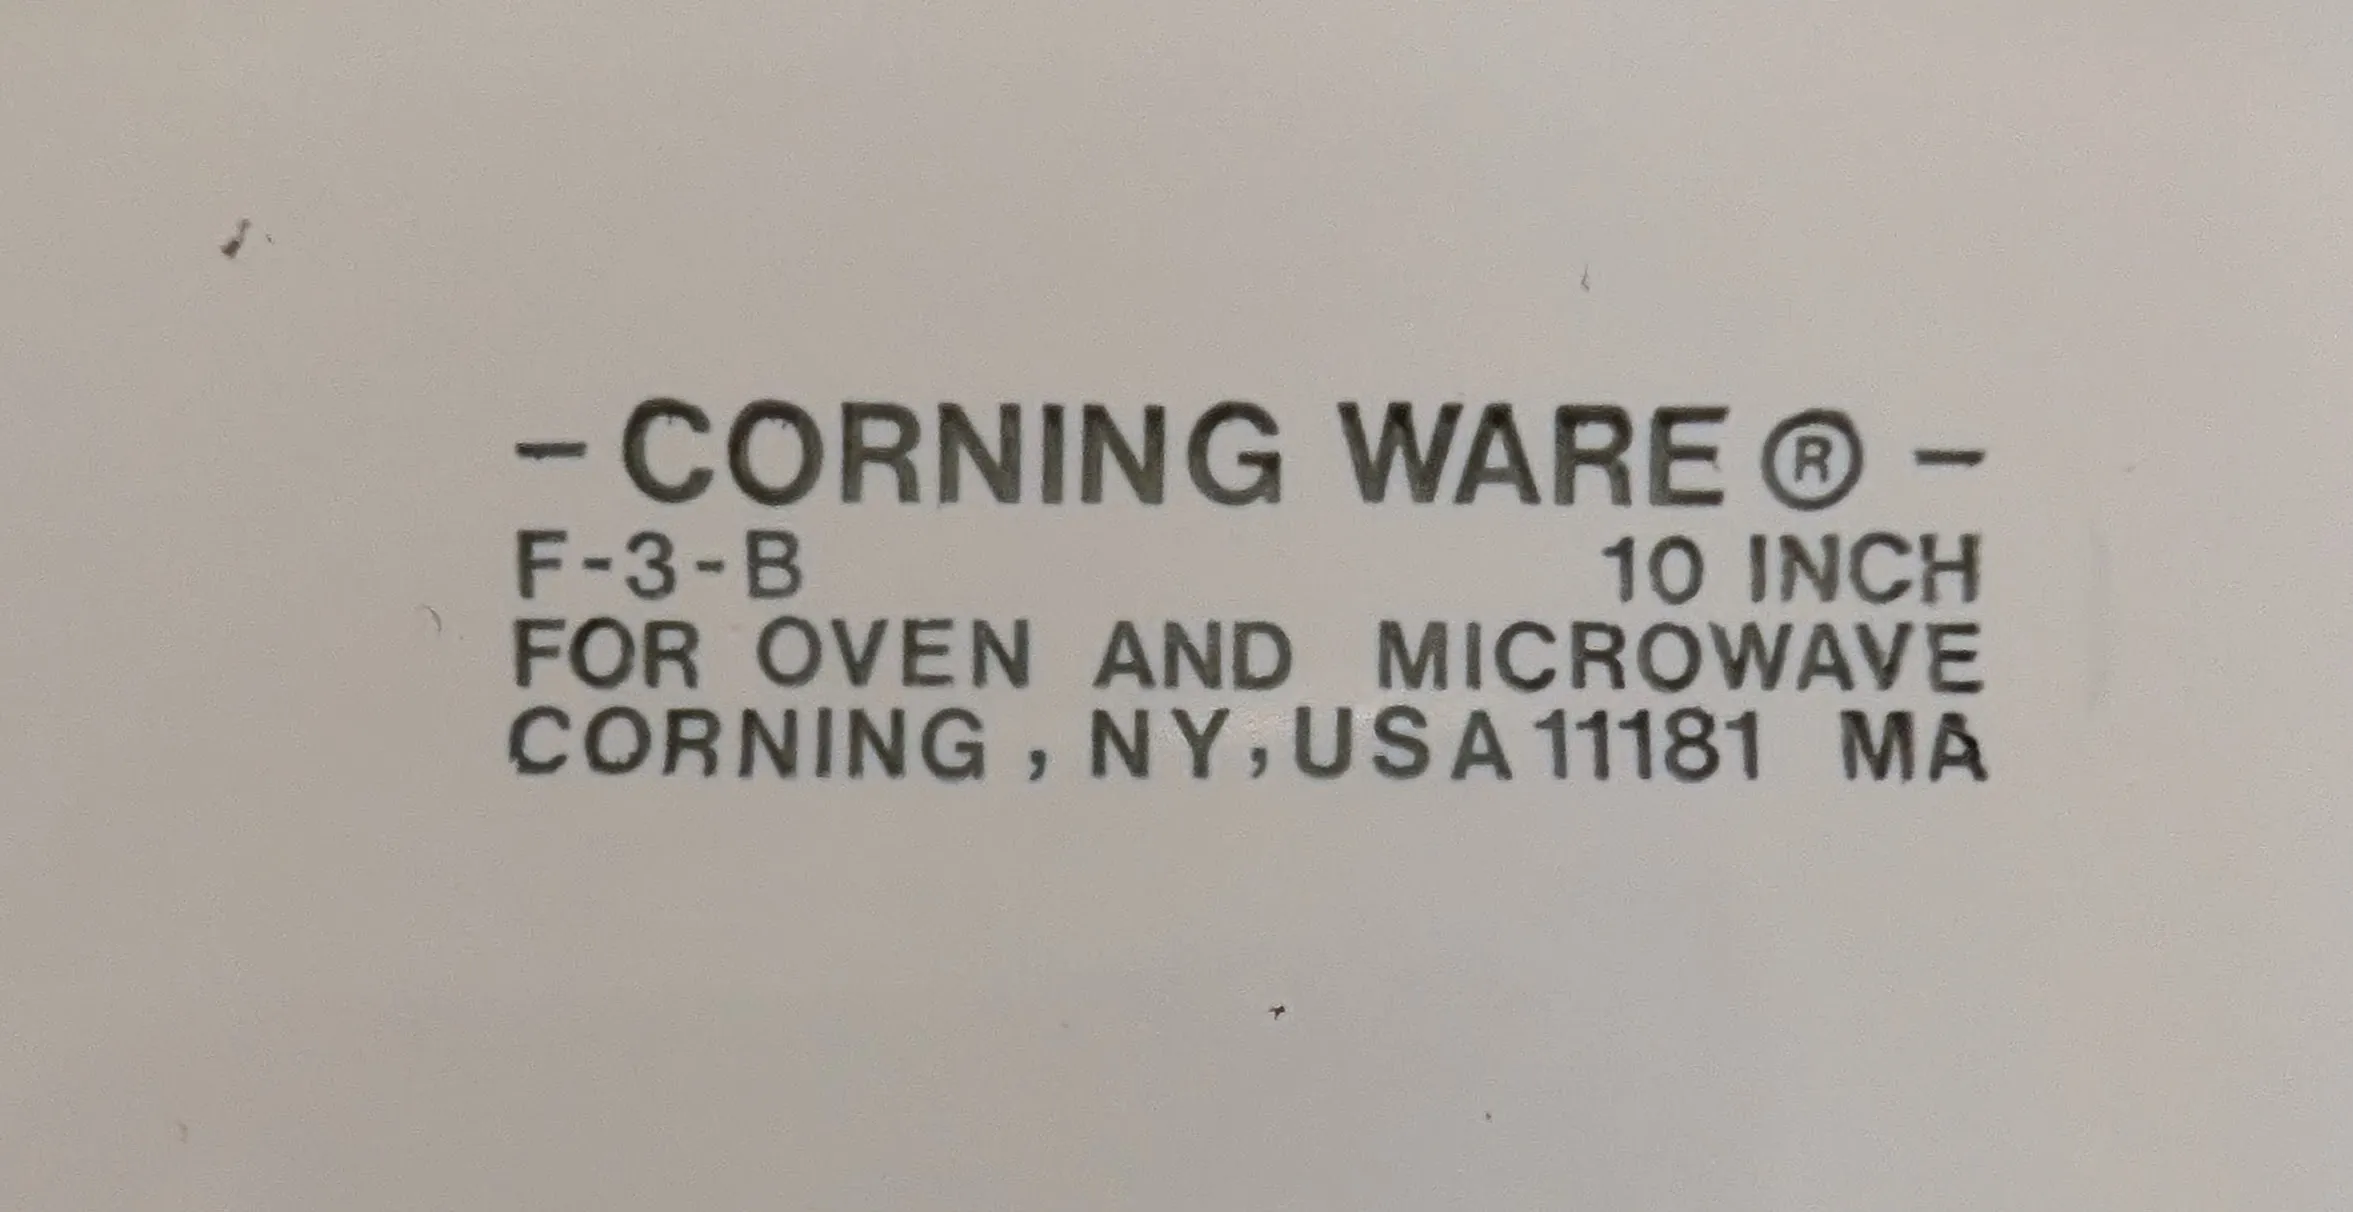 - CORNING WARE ® -
F-3-B 10 INCH
FOR OVEN AND MICROWAVE
CORNING , NY, USA 11181 MA